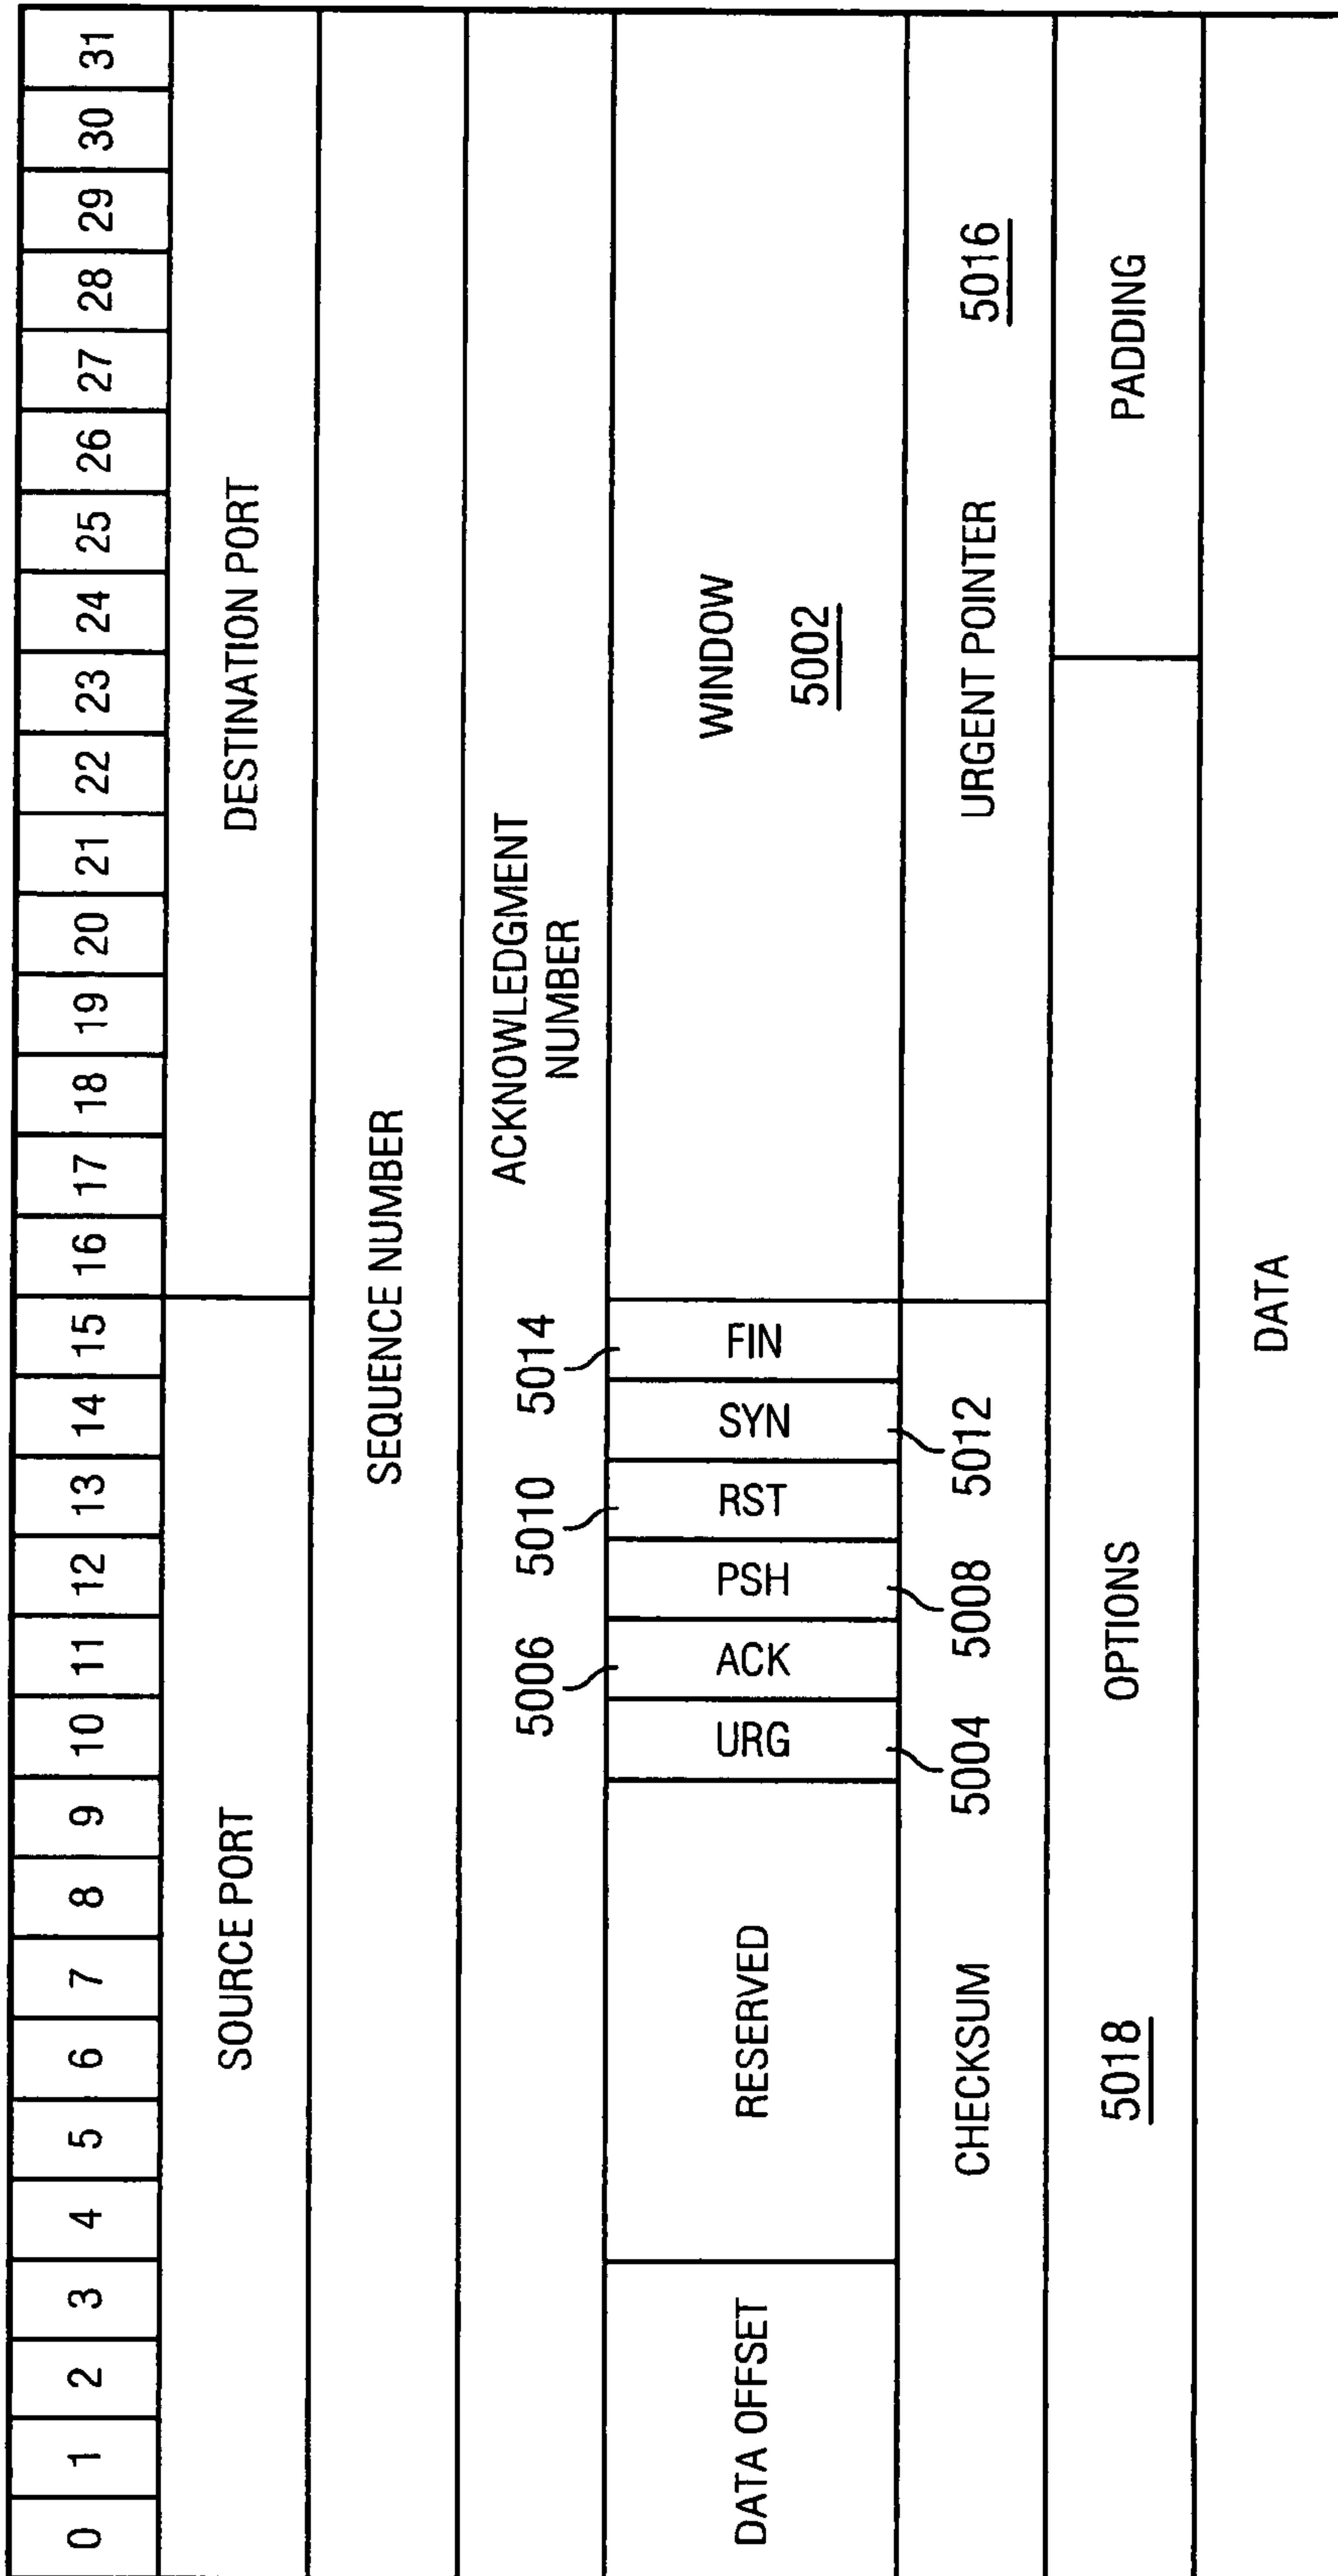 0 1 2 3 4 5 6 7 8 9 10 11 12 13 14 15 16 17 18 19 20 21 22 23 24 25 26 27 28 29 30 31
SOURCE PORT DESTINATION PORT
SEQUENCE NUMBER
ACKNOWLEDGMENT
NUMBER
5006 5010 5014
DATA OFFSET RESERVED URG ACK PSH RST SYN FIN WINDOW
5002
5004 5008 5012
CHECKSUM URGENT POINTER 5016
5018 OPTIONS PADDING
DATA